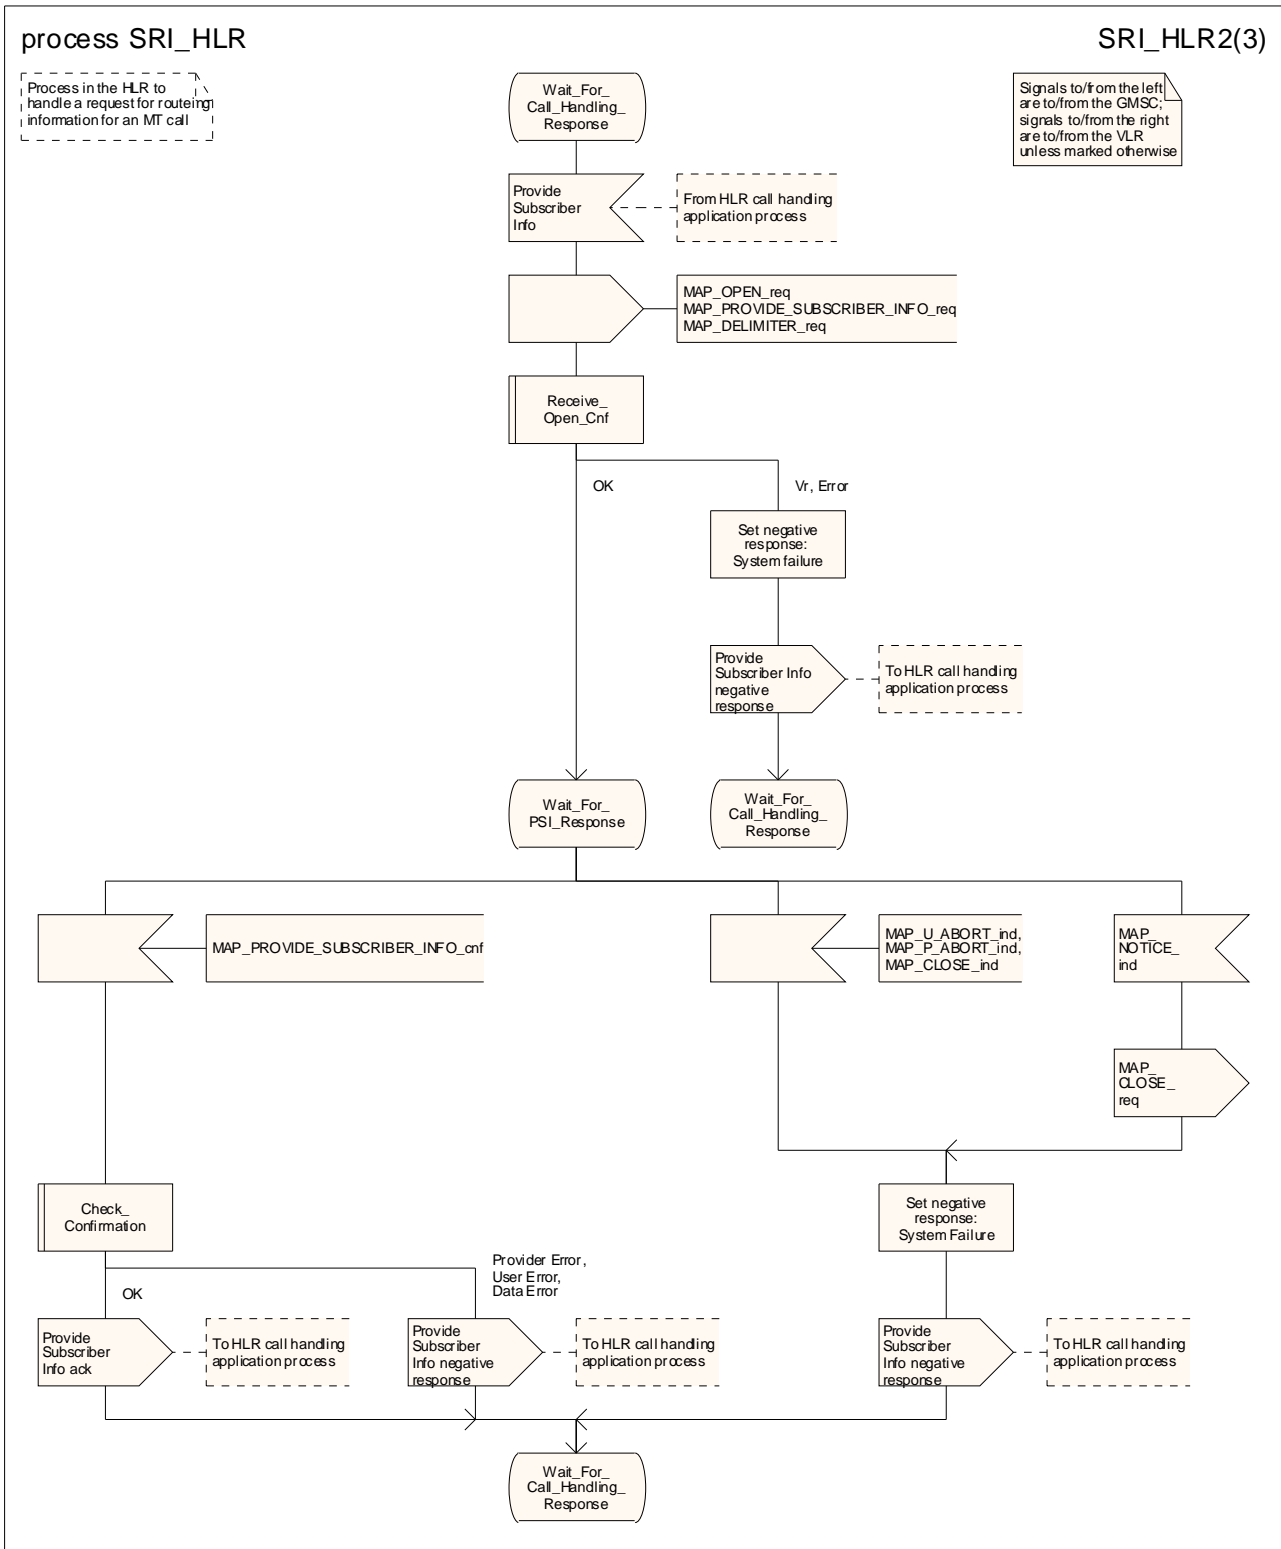 process SRI_HLR
SRI_HLR2(3)
Process in the HLR to
handle a request for routeing
information for an MT call
Wait_For_
Call_Handling_
Response
Signals to/from the left
are to/from the GMSC;
signals to/from the right
are to/from the VLR
unless marked otherwise
Provide
Subscriber
Info
From HLR call handling
application process
MAP_OPEN_req
MAP_PROVIDE_SUBSCRIBER_INFO_req
MAP_DELIMITER_req
Receive_
Open_Cnf
OK
Vr, Error
Set negative
response:
System failure
Provide
Subscriber Info
negative
response
To HLR call handling
application process
Wait_For_
PSI_Response
Wait_For_
Call_Handling_
Response
MAP_PROVIDE_SUBSCRIBER_INFO_cnf
MAP_U_ABORT_ind,
MAP_P_ABORT_ind,
MAP_CLOSE_ind
MAP_
NOTICE_
ind
MAP_
CLOSE_
req
Check_
Confirmation
Set negative
response:
System Failure
OK
Provider Error,
User Error,
Data Error
Provide
Subscriber
Info ack
To HLR call handling
application process
Provide
Subscriber
Info negative
response
To HLR call handling
application process
Provide
Subscriber
Info negative
response
To HLR call handling
application process
Wait_For_
Call_Handling_
Response